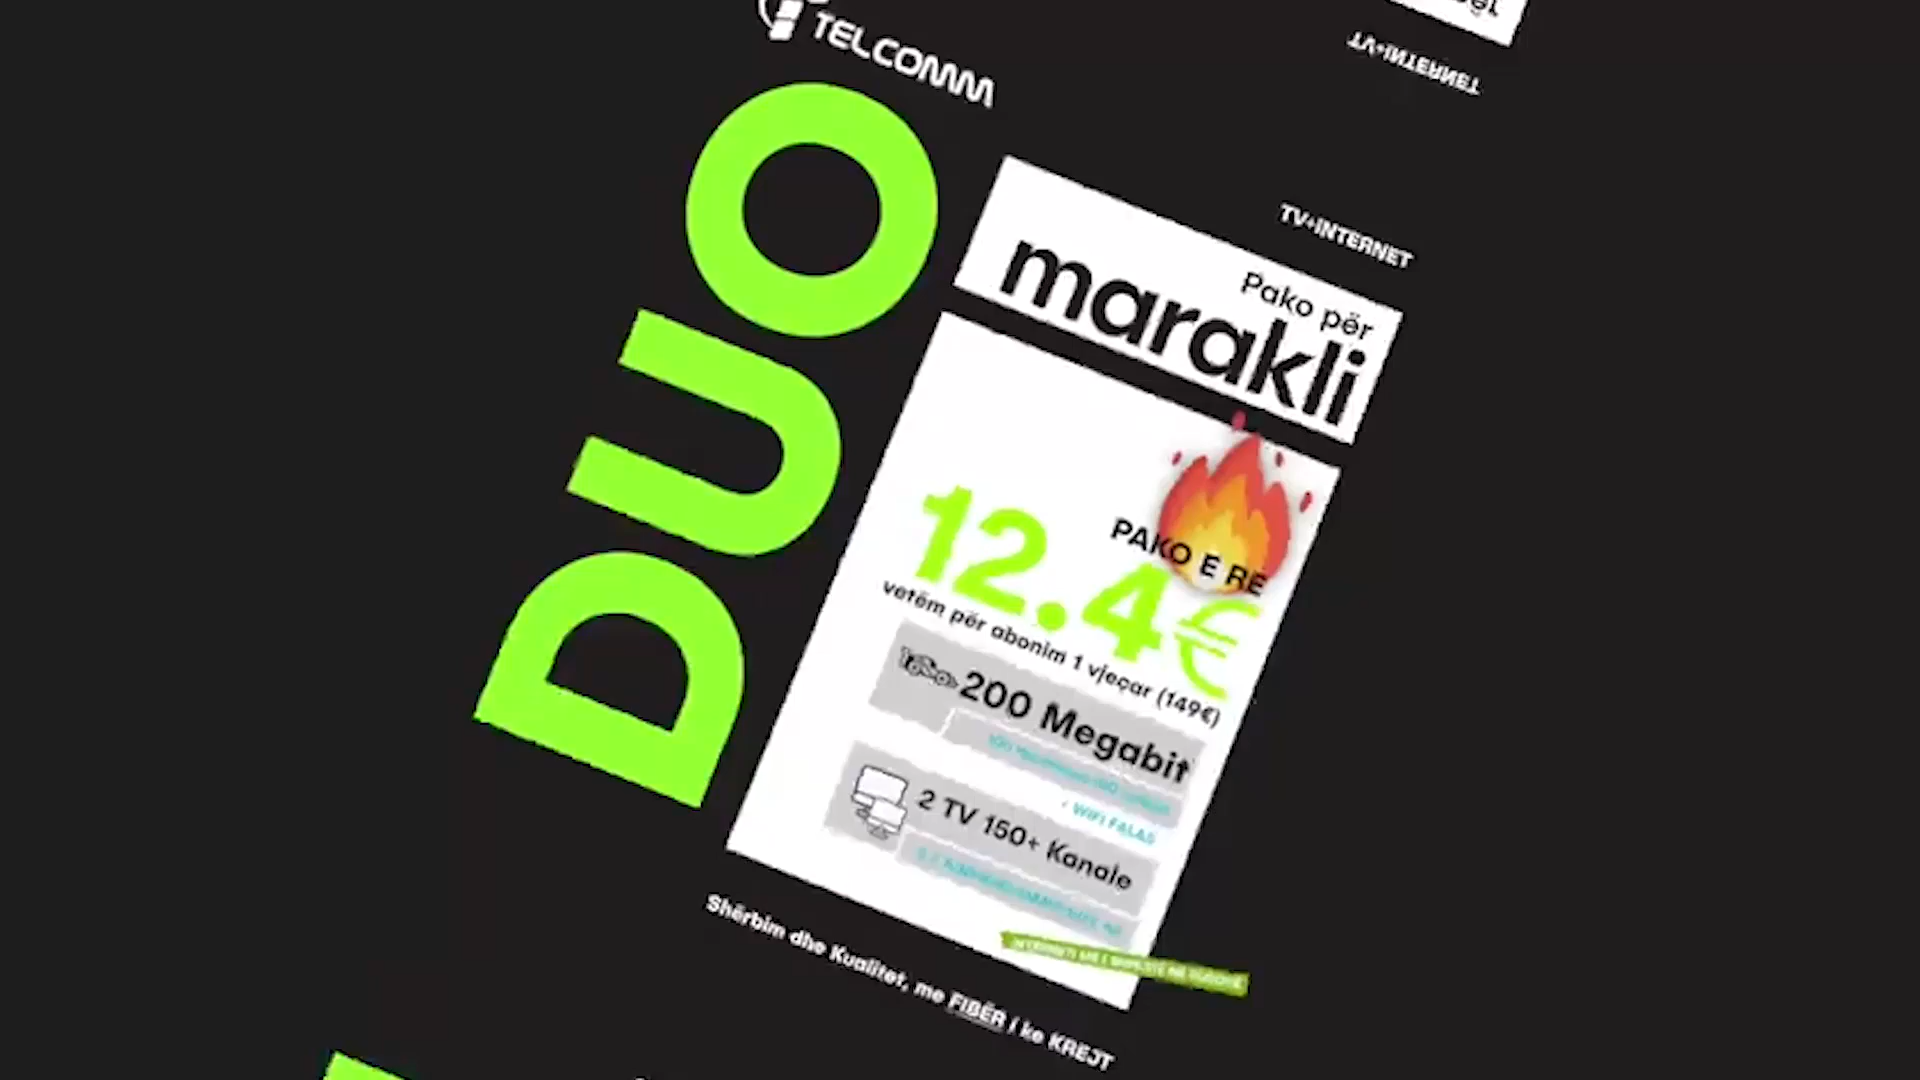 TELCOMM
DUO
TV+INTERNET
TV+INTERNET
Pako për
marakli
PAKO E RE
12.4€
vetëm për abonim 1 vjeçar (149€)
200 Megabit
+ WIFI FALAS
2 TV 150+ Kanale
Shërbim dhe Kualitet, me FIBËR i ke KREJT